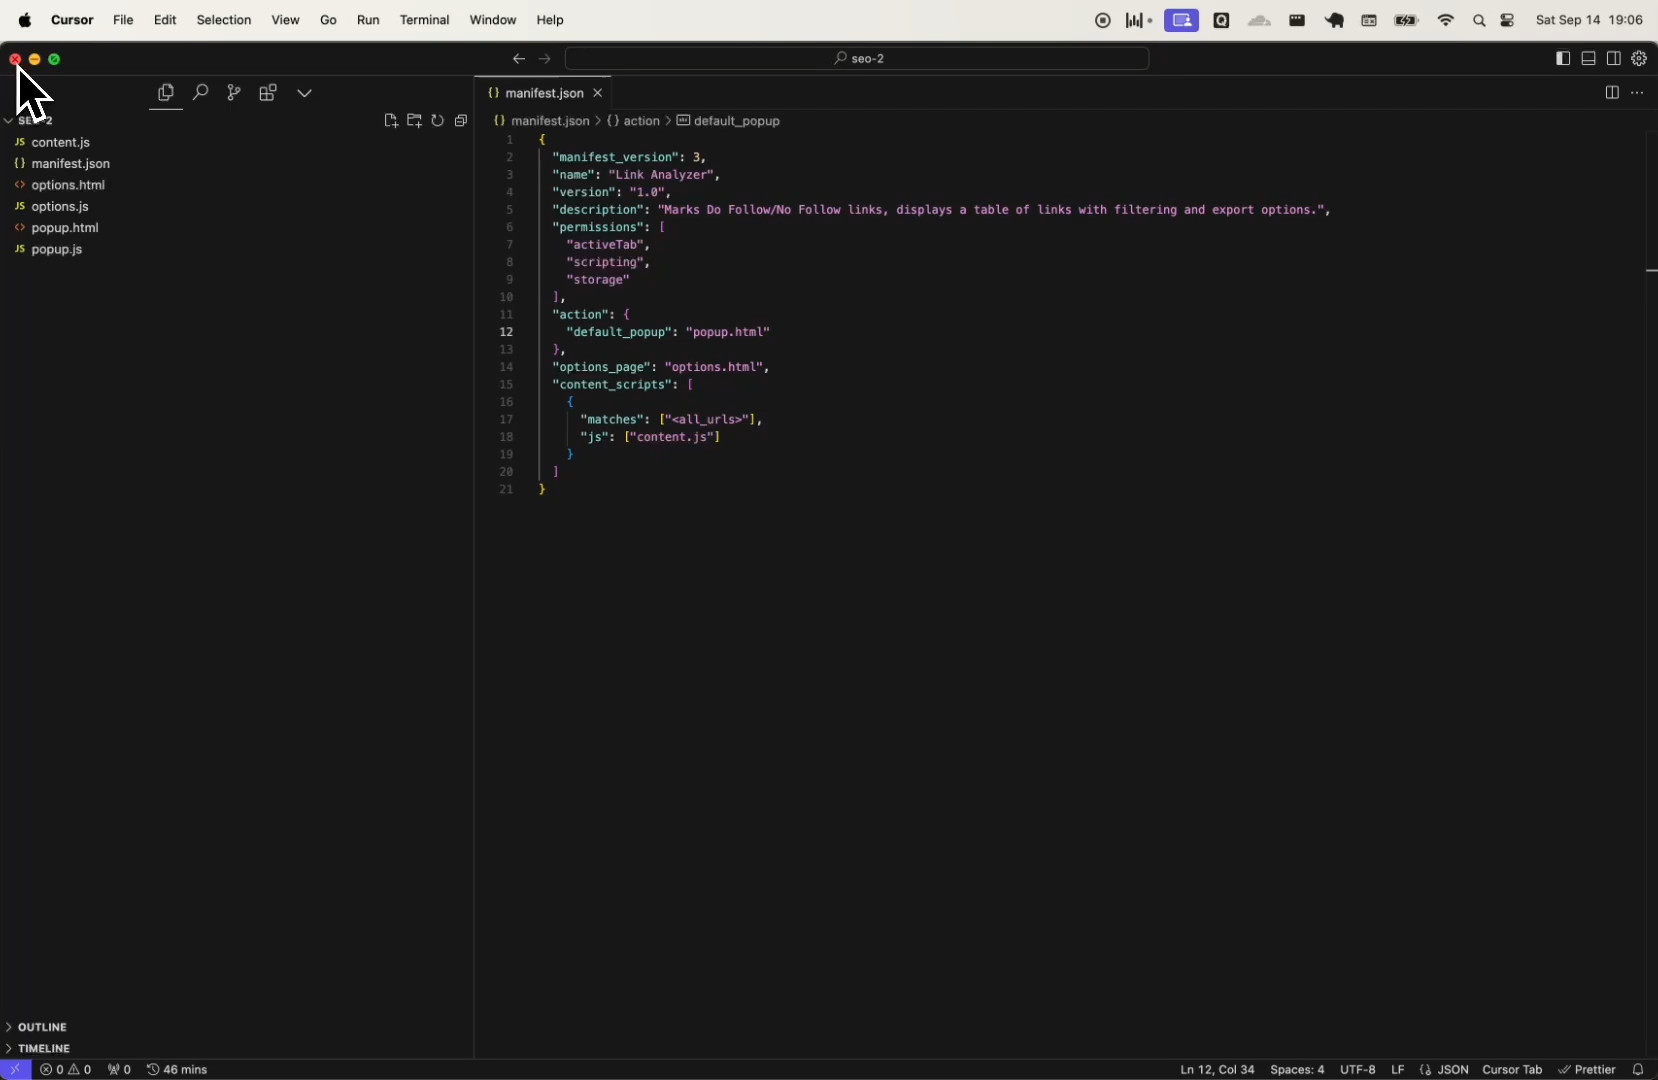 Cursor File Edit Selection View Go Run Terminal Window Help
Sat Sep 14 19:06
seo-2
manifest.json
manifest.json > {} action > default_popup
JS content.js
{} manifest.json
<> options.html
JS options.js
<> popup.html
JS popup.js
1 {
2 "manifest_version": 3,
3 "name": "Link Analyzer",
4 "version": "1.0",
5 "description": "Marks Do Follow/No Follow links, displays a table of links with filtering and export options.",
6 "permissions": [
7 "activeTab",
8 "scripting",
9 "storage"
10 ],
11 "action": {
12 "default_popup": "popup.html"
13 },
14 "options_page": "options.html",
15 "content_scripts": [
16 {
17 "matches": ["<all_urls>"],
18 "js": ["content.js"]
19 }
20 ]
21 }
OUTLINE
TIMELINE
0 0 0 46 mins
Ln 12, Col 34 Spaces: 4 UTF-8 LF JSON Cursor Tab Prettier